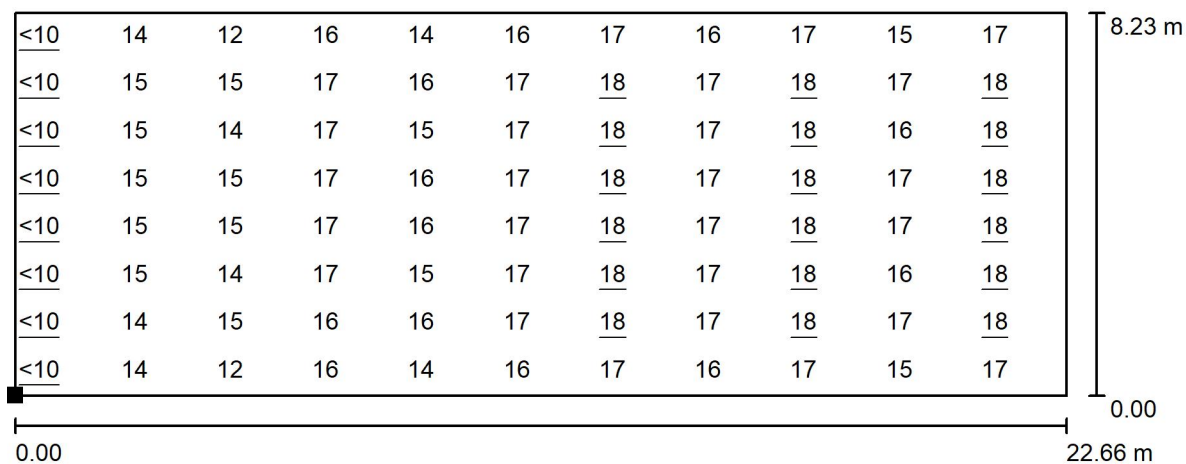 <10 14 12 16 14 16 17 16 17 15 17
8.23 m
<10 15 15 17 16 17 18 17 18 17 18
<10 15 14 17 15 17 18 17 18 16 18
<10 15 15 17 16 17 18 17 18 17 18
<10 15 15 17 16 17 18 17 18 17 18
<10 15 14 17 15 17 18 17 18 16 18
<10 14 15 16 16 17 18 17 18 17 18
<10 14 12 16 14 16 17 16 17 15 17
0.00
0.00 22.66 m